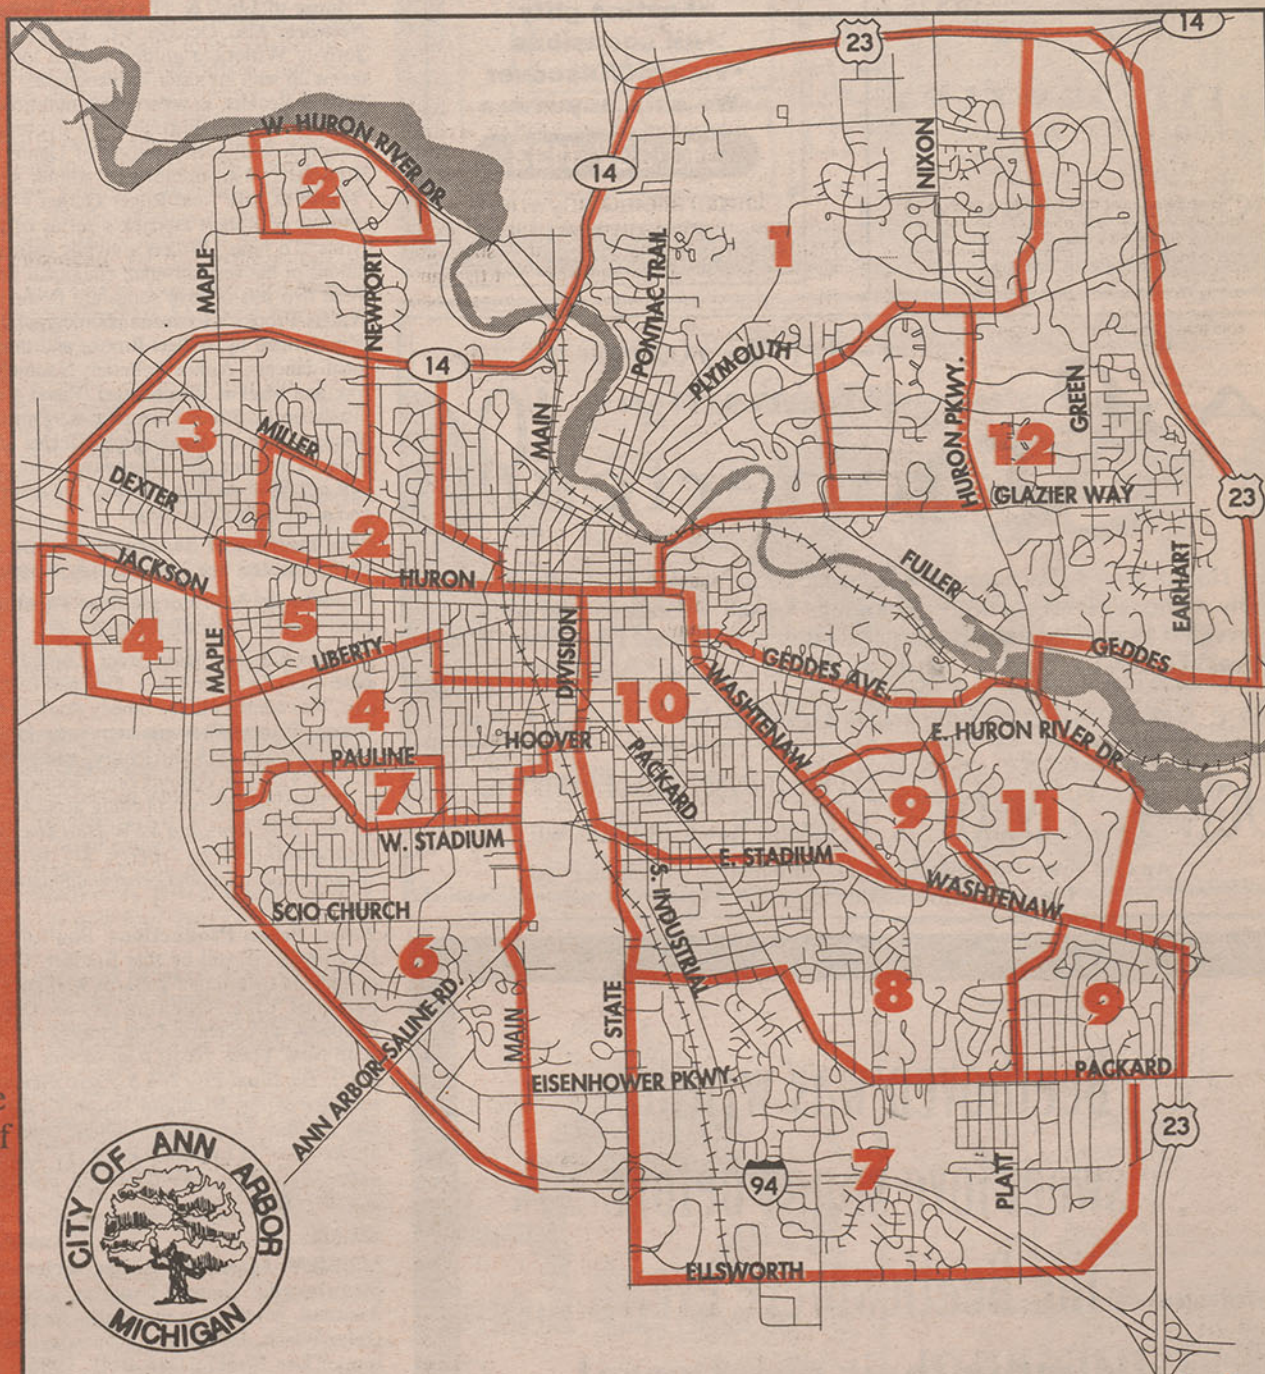 14
23
W. HURON RIVER DR.
2
14
NIXON
1
MAPLE
NEWPORT
PONTIAC TRAIL
14
MAIN
PLYMOUTH
HURON PKWY.
GREEN
3
MILLER
12
DEXTER
GLAZIER WAY
23
2
JACKSON
HURON
FULLER
EARHART
4
5
MAPLE
LIBERTY
DIVISION
GEDDES AVE.
GEDDES
4
10
WASHTENAW
PAULINE
HOOVER
PACKARD
E. HURON RIVER DR.
7
9
11
W. STADIUM
E. STADIUM
S. INDUSTRIAL
WASHTENAW
SCIO CHURCH
6
8
9
ANN ARBOR-SALINE RD.
MAIN
STATE
EISENHOWER PKWY.
PACKARD
23
7
94
PLATT
ELLSWORTH
CITY OF ANN ARBOR
MICHIGAN
f